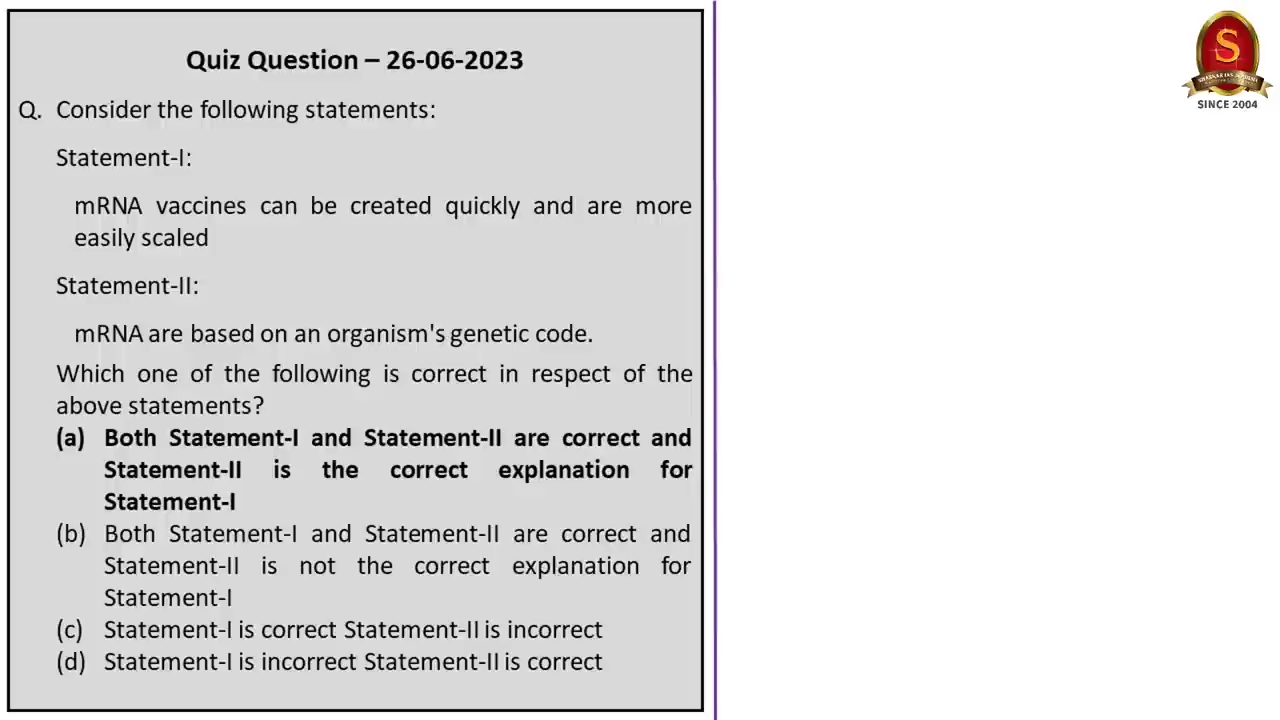 Quiz Question – 26-06-2023
Q. Consider the following statements:
Statement-I:
mRNA vaccines can be created quickly and are more
easily scaled
Statement-II:
mRNA are based on an organism's genetic code.
Which one of the following is correct in respect of the
above statements?
(a) Both Statement-I and Statement-II are correct and
Statement-II is the correct explanation for
Statement-I
(b) Both Statement-I and Statement-II are correct and
Statement-II is not the correct explanation for
Statement-I
(c) Statement-I is correct Statement-II is incorrect
(d) Statement-I is incorrect Statement-II is correct
S
SINCE 2004